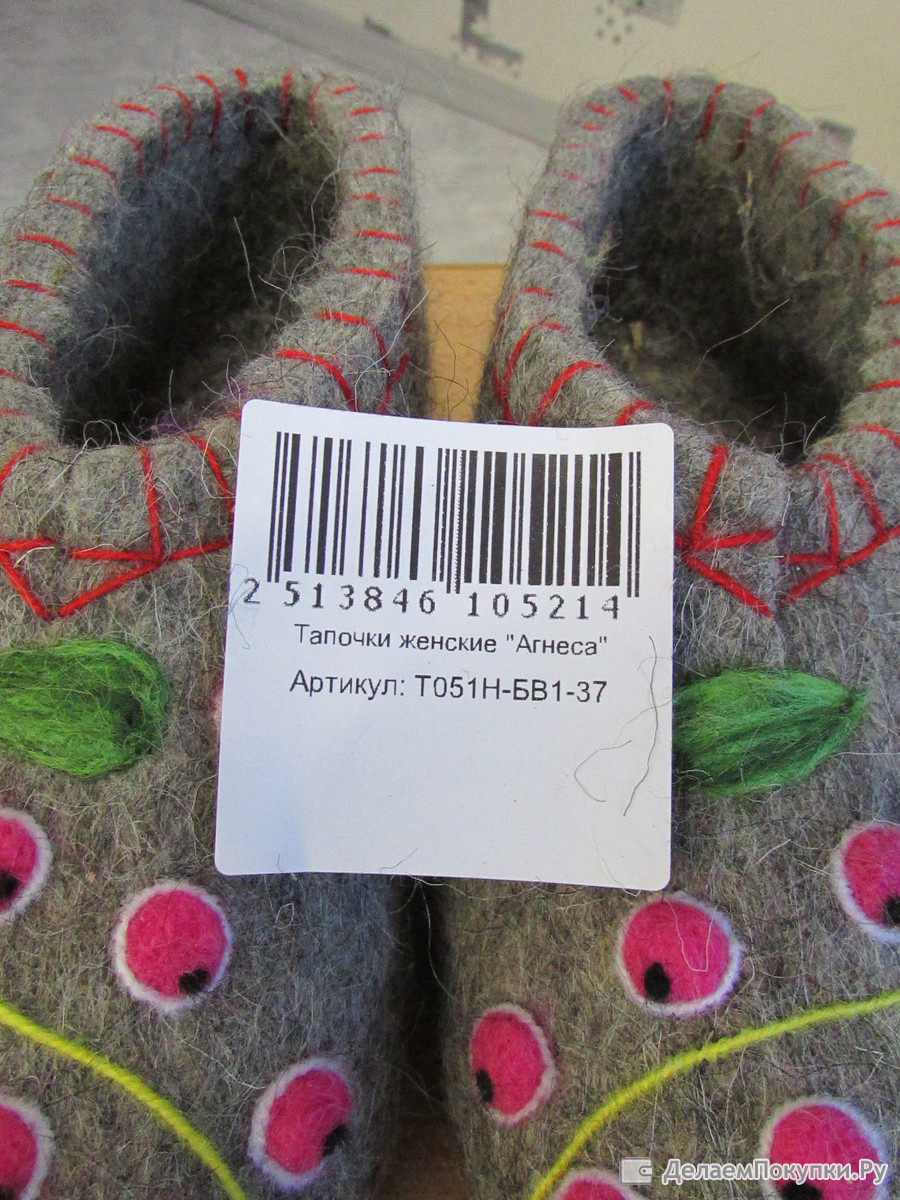 2 513846 105214
Тапочки женские "Агнеса"
Артикул: Т051Н-БВ1-37
ДелаемПокупки.Ру